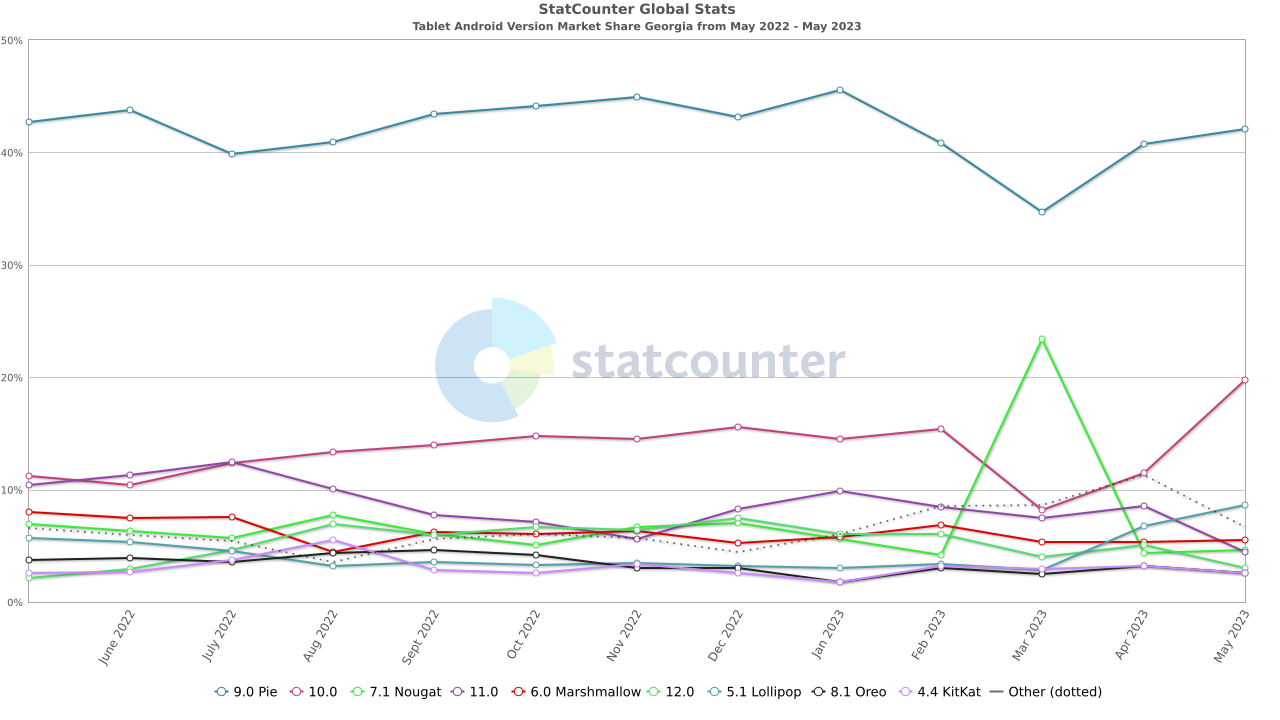 StatCounter Global Stats
Tablet Android Version Market Share Georgia from May 2022 - May 2023
50%
40%
30%
20%
10%
0%
statcounter
June 2022 July 2022 Aug 2022 Sept 2022 Oct 2022 Nov 2022 Dec 2022 Jan 2023 Feb 2023 Mar 2023 Apr 2023 May 2023
9.0 Pie 10.0 7.1 Nougat 11.0 6.0 Marshmallow 12.0 5.1 Lollipop 8.1 Oreo 4.4 KitKat Other (dotted)